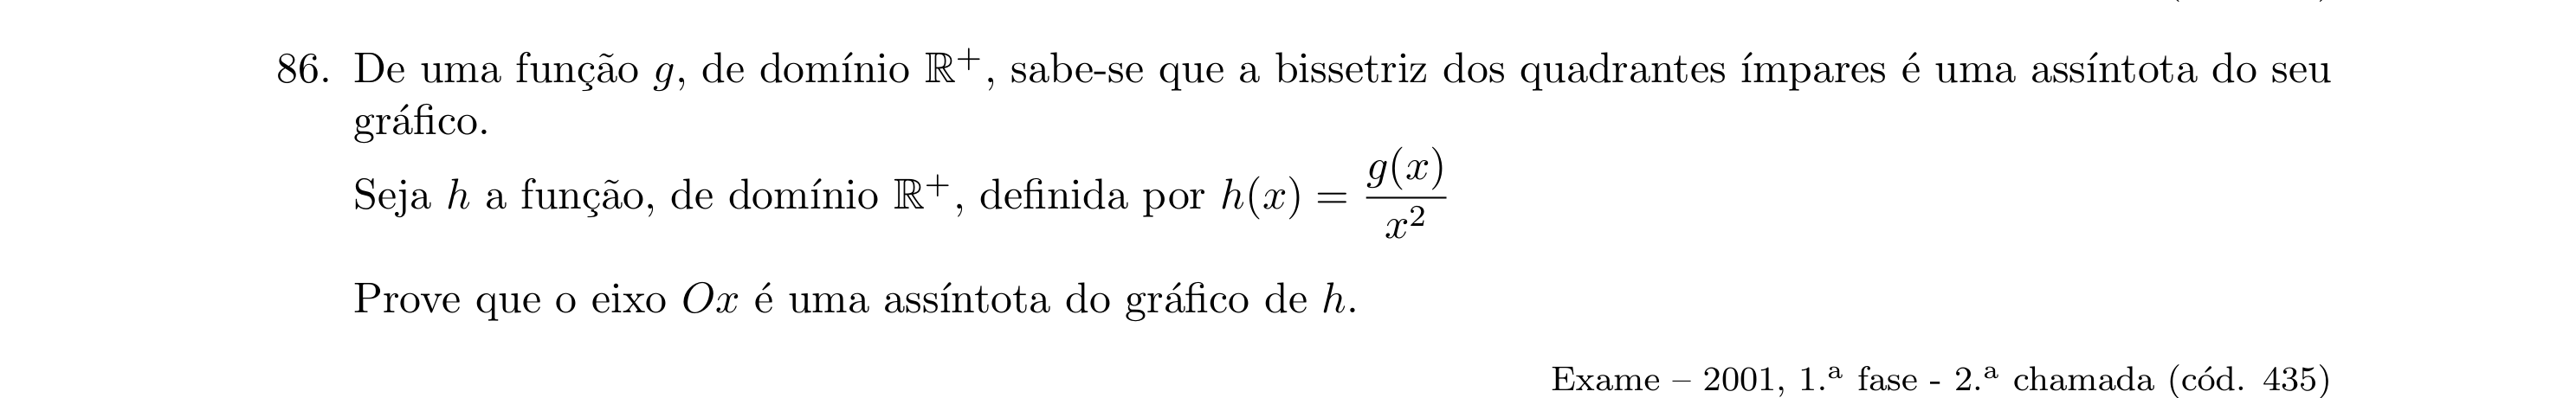 86. De uma função g, de domínio ℝ⁺, sabe-se que a bissetriz dos quadrantes ímpares é uma assíntota do seu
gráfico.
Seja h a função, de domínio ℝ⁺, definida por h(x) = g(x)/x²
Prove que o eixo Ox é uma assíntota do gráfico de h.
Exame – 2001, 1.ª fase - 2.ª chamada (cód. 435)